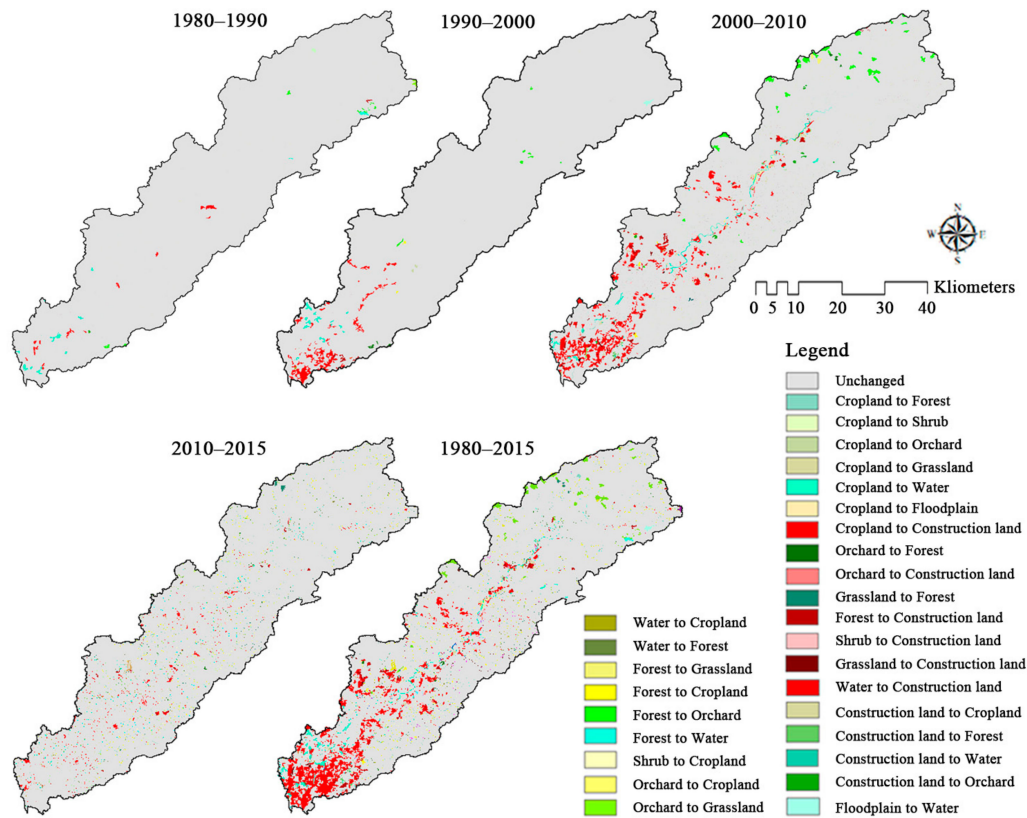 1980–1990
1990–2000
2000–2010
N
W E
S
0 5 10 20 30 40
Kliometers
Legend
Unchanged
Cropland to Forest
Cropland to Shrub
Cropland to Orchard
Cropland to Grassland
Cropland to Water
Cropland to Floodplain
Cropland to Construction land
Orchard to Forest
Orchard to Construction land
Grassland to Forest
Forest to Construction land
Shrub to Construction land
Grassland to Construction land
Water to Construction land
Construction land to Cropland
Construction land to Forest
Construction land to Water
Construction land to Orchard
Floodplain to Water
2010–2015
1980–2015
Water to Cropland
Water to Forest
Forest to Grassland
Forest to Cropland
Forest to Orchard
Forest to Water
Shrub to Cropland
Orchard to Cropland
Orchard to Grassland